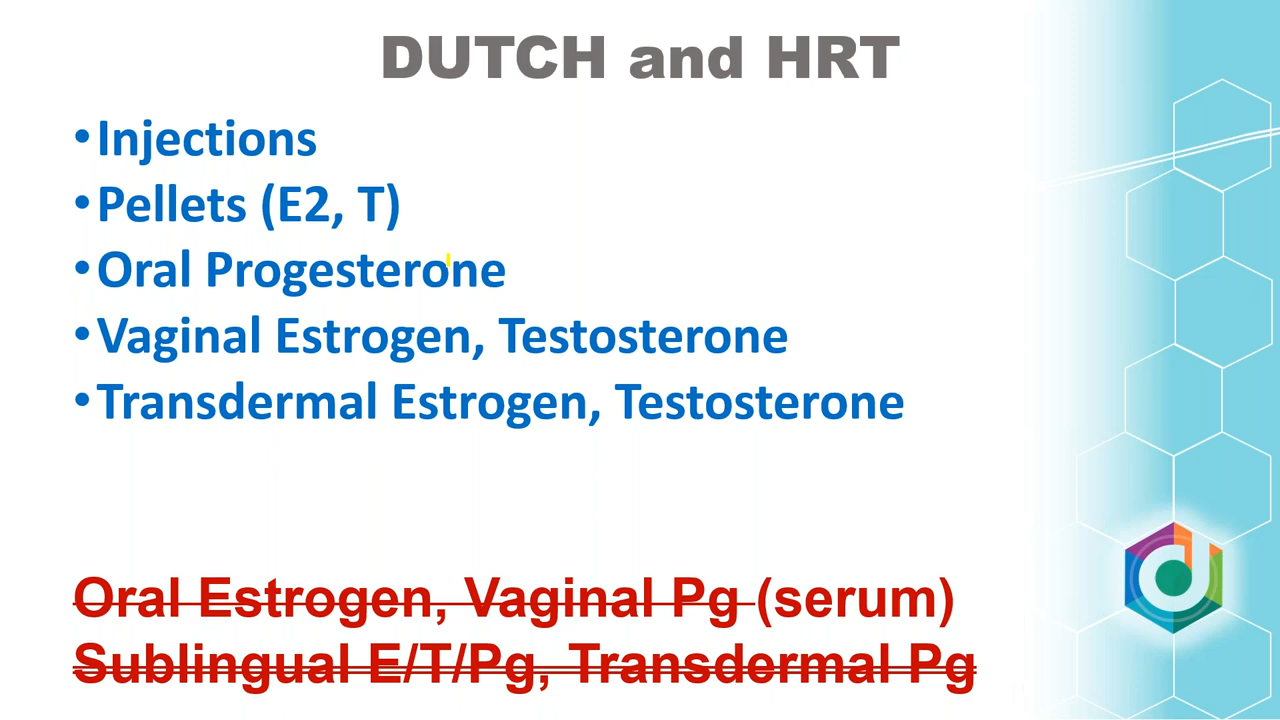 DUTCH and HRT
•Injections
•Pellets (E2, T)
•Oral Progesterone
•Vaginal Estrogen, Testosterone
•Transdermal Estrogen, Testosterone
Oral Estrogen, Vaginal Pg (serum)
Sublingual E/T/Pg, Transdermal Pg